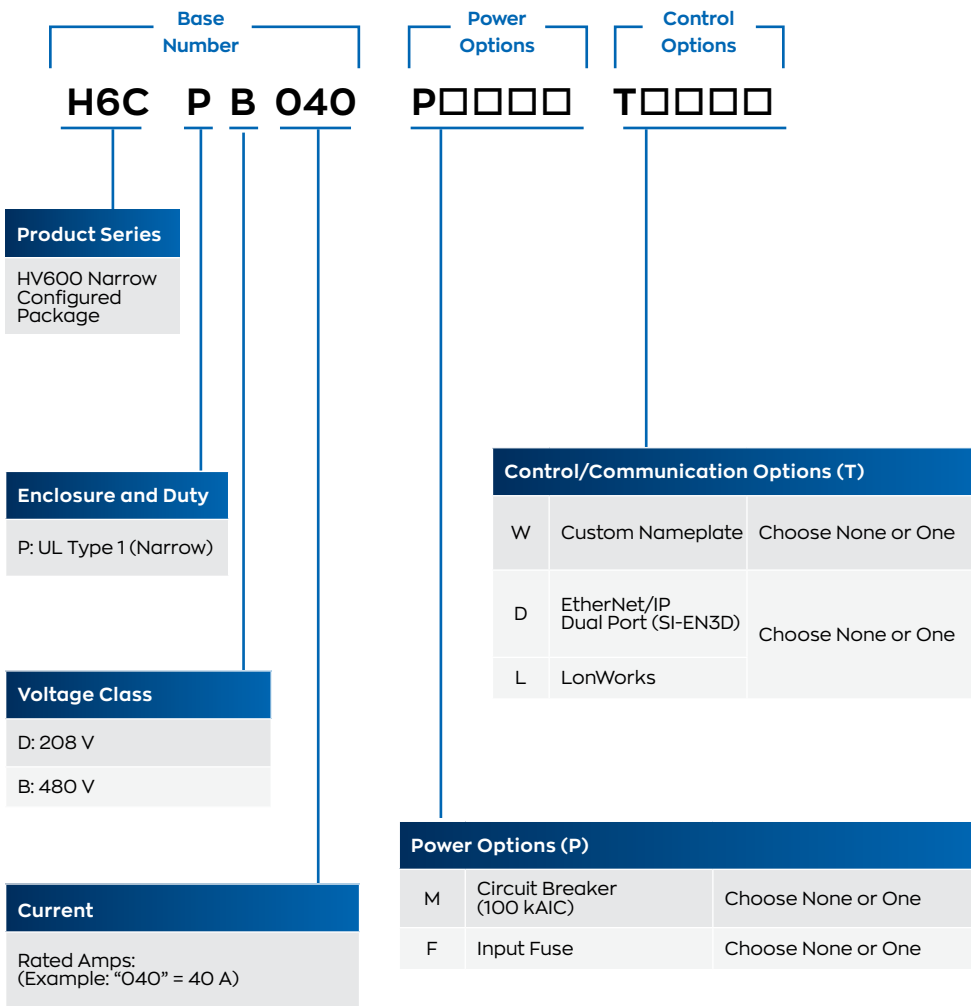 Base
Number
Power
Options
Control
Options
H6C P B 040 P□□□□ T□□□□
Product Series
HV600 Narrow
Configured
Package
Enclosure and Duty
P: UL Type 1 (Narrow)
Voltage Class
D: 208 V
B: 480 V
Current
Rated Amps:
(Example: “040” = 40 A)
Control/Communication Options (T)
W Custom Nameplate Choose None or One
D EtherNet/IP
Dual Port (SI-EN3D)
Choose None or One
L LonWorks
Power Options (P)
M Circuit Breaker
(100 kAIC) Choose None or One
F Input Fuse Choose None or One